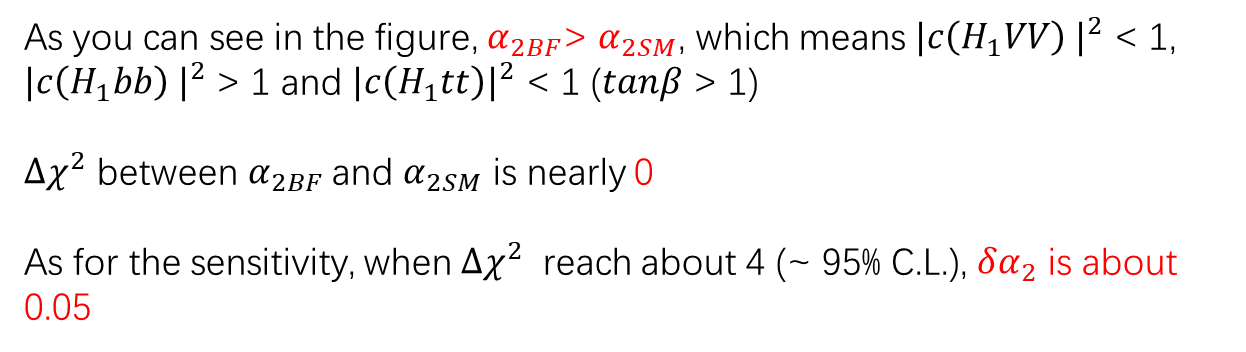 As you can see in the figure, α₂BF > α₂SM, which means |c(H₁VV) |² < 1,
|c(H₁bb) |² > 1 and |c(H₁tt)|² < 1 (tanβ > 1)
Δχ² between α₂BF and α₂SM is nearly 0
As for the sensitivity, when Δχ² reach about 4 (~ 95% C.L.), δα₂ is about
0.05